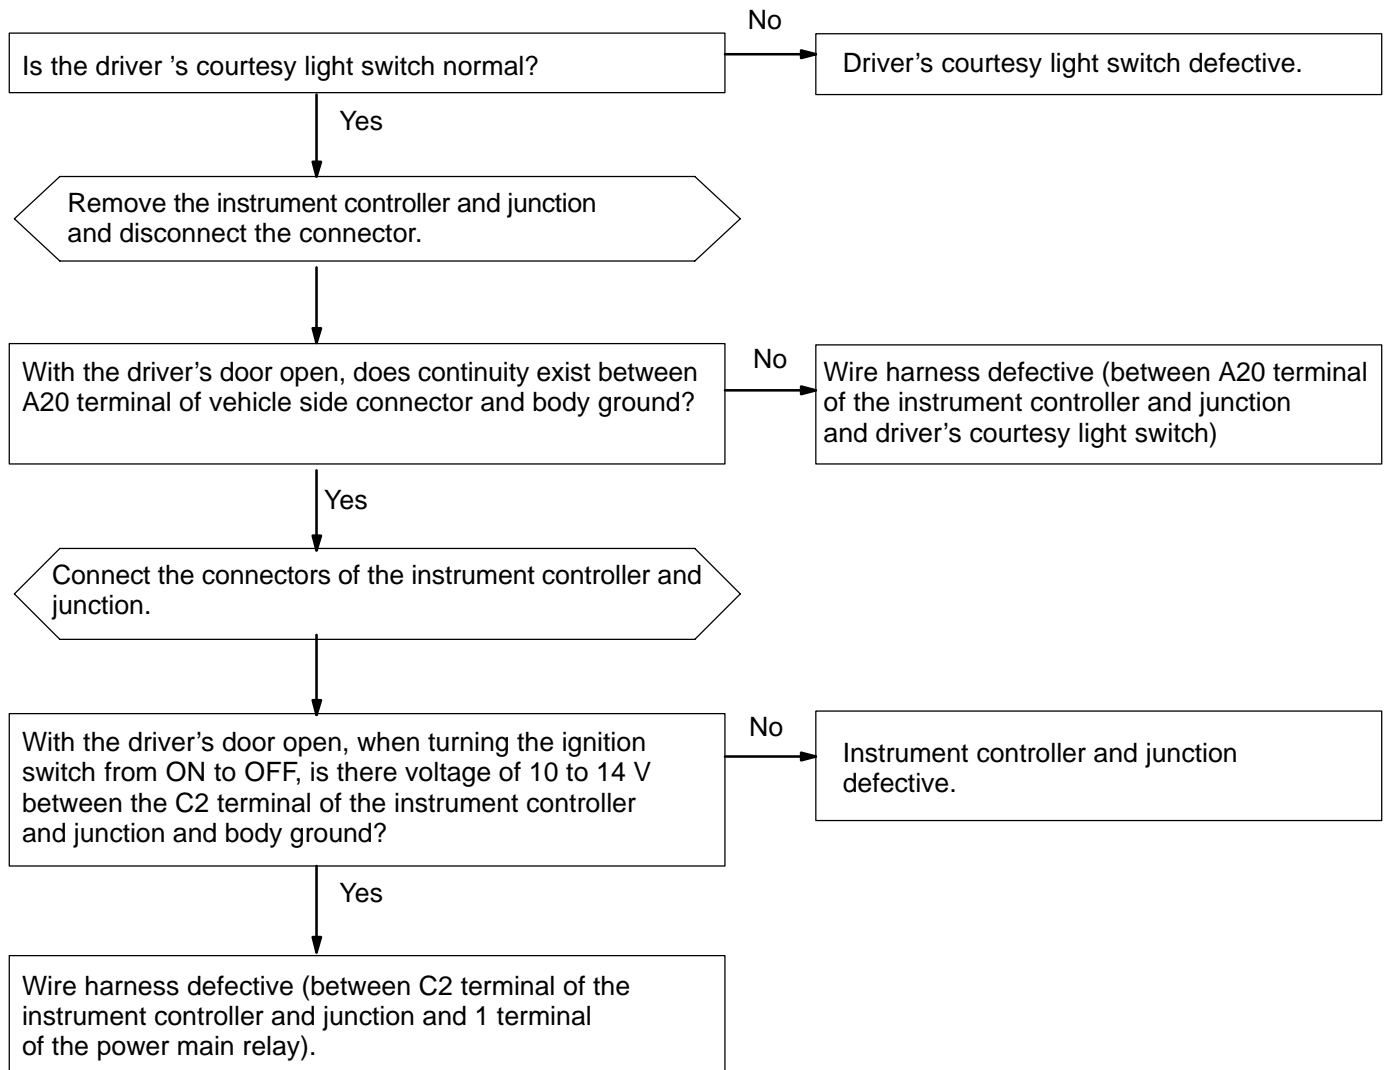 No
Is the driver 's courtesy light switch normal?
Driver's courtesy light switch defective.
Yes
Remove the instrument controller and junction
and disconnect the connector.
With the driver's door open, does continuity exist between
A20 terminal of vehicle side connector and body ground?
No
Wire harness defective (between A20 terminal
of the instrument controller and junction
and driver's courtesy light switch)
Yes
Connect the connectors of the instrument controller and
junction.
With the driver's door open, when turning the ignition
switch from ON to OFF, is there voltage of 10 to 14 V
between the C2 terminal of the instrument controller
and junction and body ground?
No
Instrument controller and junction
defective.
Yes
Wire harness defective (between C2 terminal of the
instrument controller and junction and 1 terminal
of the power main relay).